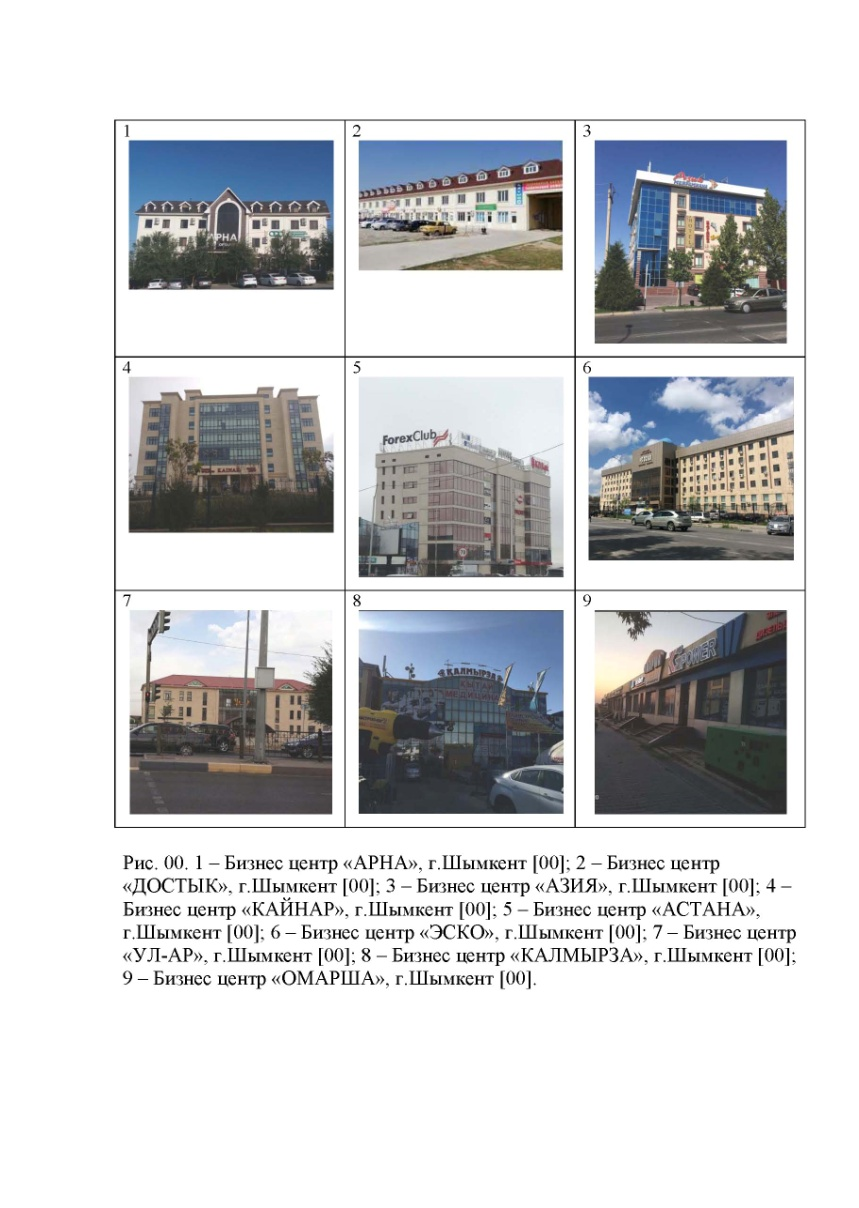 1
2
3
АРНА
4
5
6
ForexClub
7
8
9
КАЛМЫРЗА
POWER
Рис. 00. 1 – Бизнес центр «АРНА», г.Шымкент [00]; 2 – Бизнес центр
«ДОСТЫК», г.Шымкент [00]; 3 – Бизнес центр «АЗИЯ», г.Шымкент [00]; 4 –
Бизнес центр «КАЙНАР», г.Шымкент [00]; 5 – Бизнес центр «АСТАНА»,
г.Шымкент [00]; 6 – Бизнес центр «ЭСКО», г.Шымкент [00]; 7 – Бизнес центр
«УЛ-АР», г.Шымкент [00]; 8 – Бизнес центр «КАЛМЫРЗА», г.Шымкент [00];
9 – Бизнес центр «ОМАРША», г.Шымкент [00].